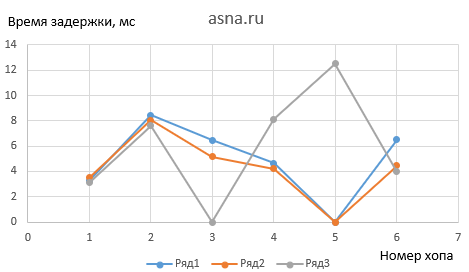 Время задержки, мс
asna.ru
14
12
10
8
6
4
2
0
0 1 2 3 4 5 6 7
Номер хопа
Ряд1 Ряд2 Ряд3